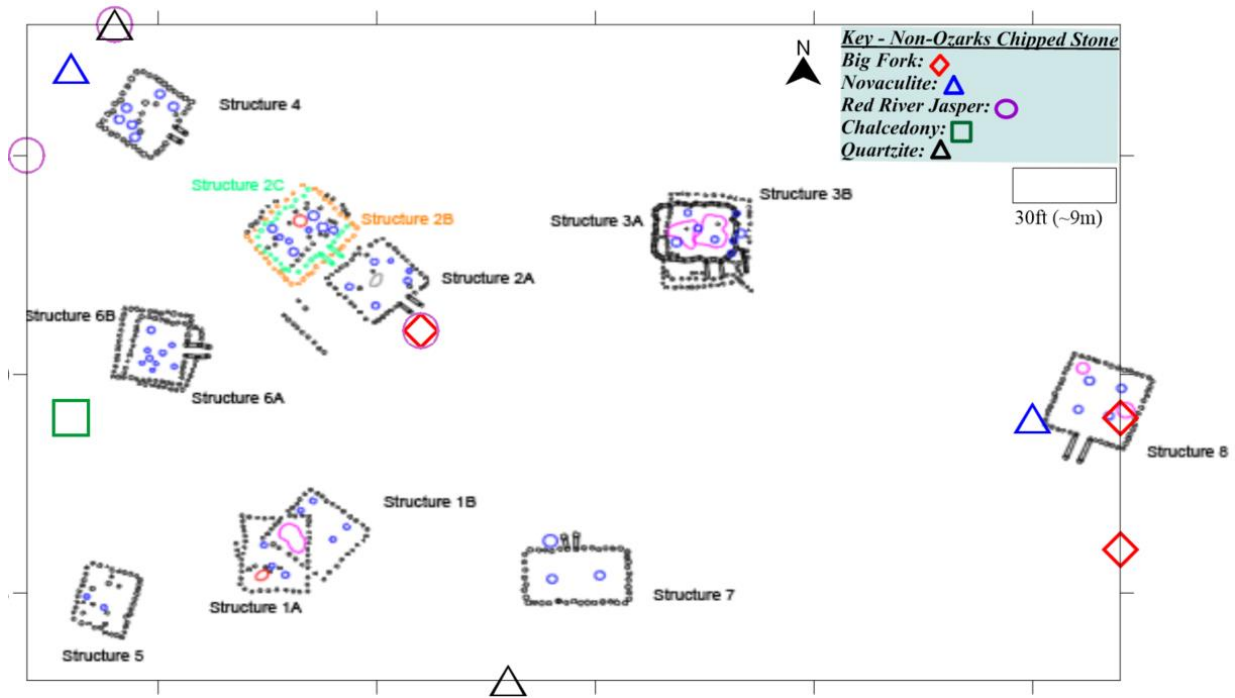 Key - Non-Ozarks Chipped Stone
Big Fork:
Novaculite:
Red River Jasper:
Chalcedony:
Quartzite:
N
30ft (~9m)
Structure 4
Structure 2C
Structure 2B
Structure 3B
Structure 3A
Structure 2A
Structure 6B
Structure 6A
Structure 8
Structure 1B
Structure 7
Structure 1A
Structure 5